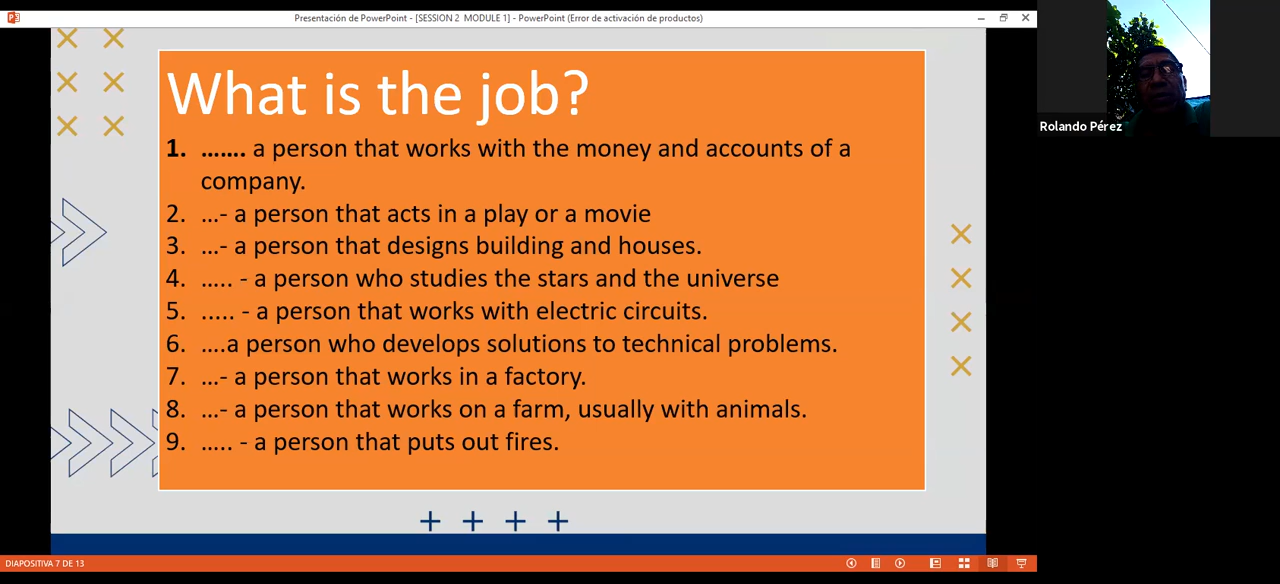 Presentación de PowerPoint - [SESSION 2 MODULE 1] - PowerPoint (Error de activación de productos)
What is the job?
1. ....... a person that works with the money and accounts of a
company.
2. ...- a person that acts in a play or a movie
3. ...- a person that designs building and houses.
4. ..... - a person who studies the stars and the universe
5. ..... - a person that works with electric circuits.
6. ....a person who develops solutions to technical problems.
7. ...- a person that works in a factory.
8. ...- a person that works on a farm, usually with animals.
9. ..... - a person that puts out fires.
Rolando Pérez
DIAPOSITIVA 7 DE 13